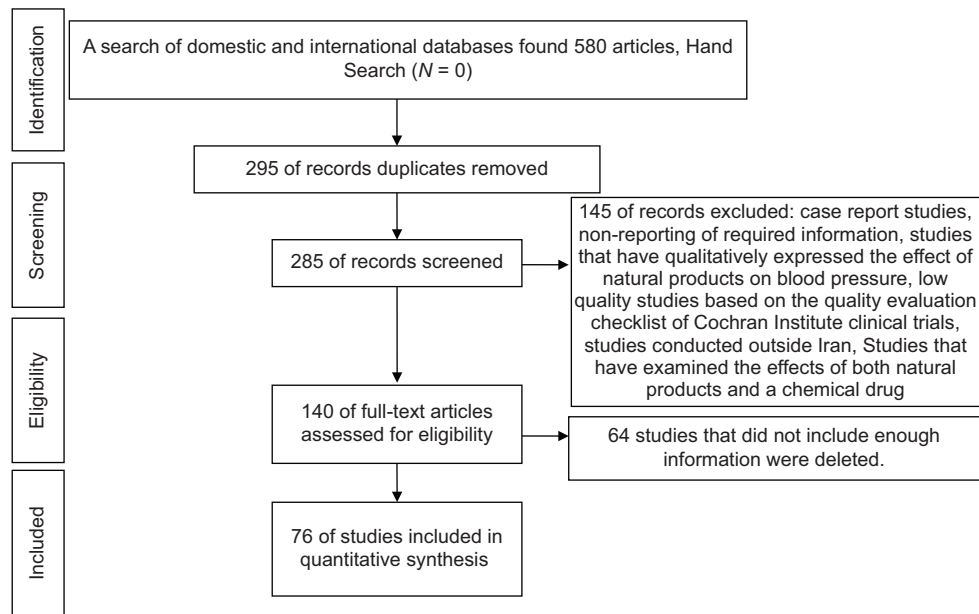 Identification
A search of domestic and international databases found 580 articles, Hand
Search (N = 0)
295 of records duplicates removed
Screening
285 of records screened
145 of records excluded: case report studies,
non-reporting of required information, studies
that have qualitatively expressed the effect of
natural products on blood pressure, low
quality studies based on the quality evaluation
checklist of Cochran Institute clinical trials,
studies conducted outside Iran, Studies that
have examined the effects of both natural
products and a chemical drug
Eligibility
140 of full-text articles
assessed for eligibility
64 studies that did not include enough
information were deleted.
Included
76 of studies included in
quantitative synthesis